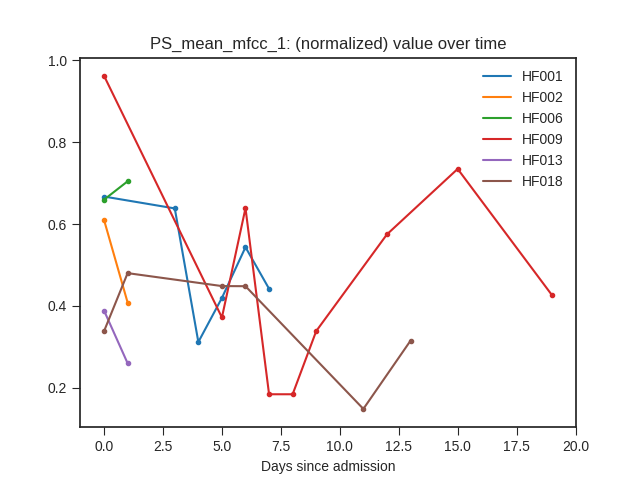 PS_mean_mfcc_1: (normalized) value over time
1.0
0.8
0.6
0.4
0.2
HF001
HF002
HF006
HF009
HF013
HF018
0.0 2.5 5.0 7.5 10.0 12.5 15.0 17.5 20.0
Days since admission